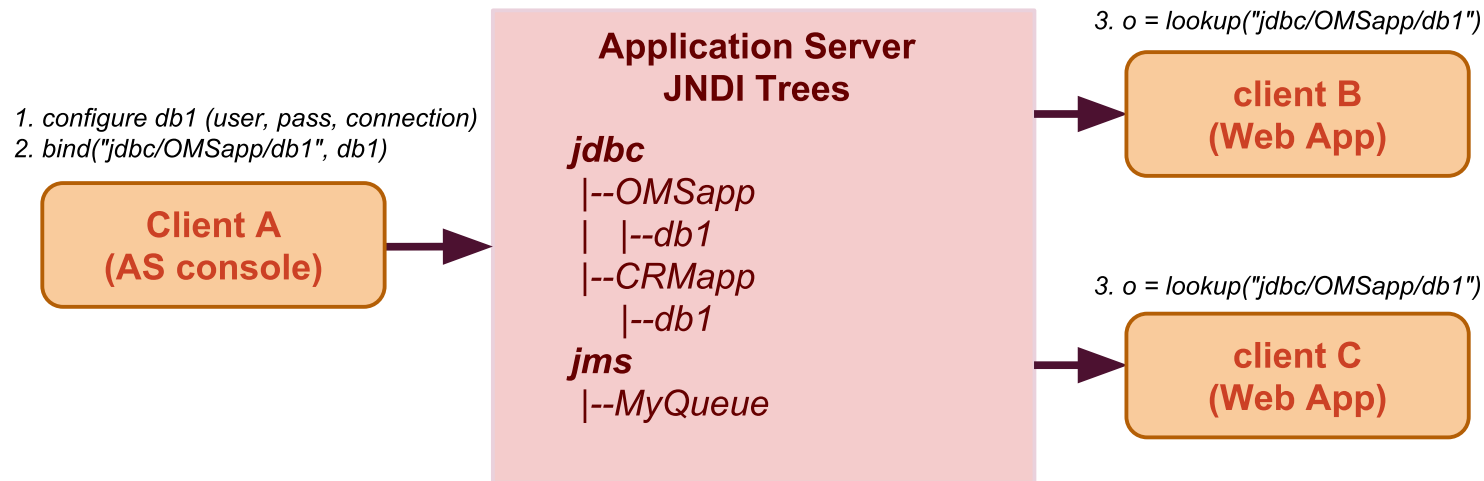 1. configure db1 (user, pass, connection)
2. bind("jdbc/OMSapp/db1", db1)
Client A
(AS console)
Application Server
JNDI Trees
jdbc
|--OMSapp
|   |--db1
|--CRMapp
|--db1
jms
|--MyQueue
3. o = lookup("jdbc/OMSapp/db1")
client B
(Web App)
3. o = lookup("jdbc/OMSapp/db1")
client C
(Web App)